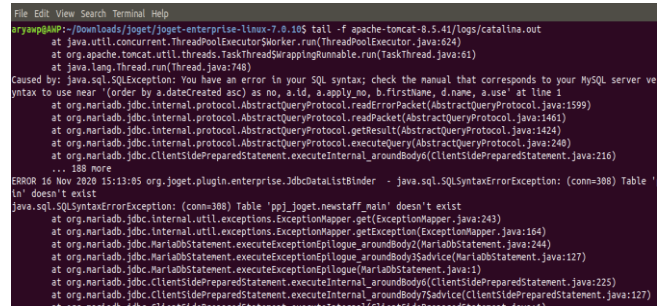 File Edit View Search Terminal Help
aryawp@AWP:~/Downloads/joget/joget-enterprise-linux-7.0.10$ tail -f apache-tomcat-8.5.41/logs/catalina.out
at java.util.concurrent.ThreadPoolExecutor$Worker.run(ThreadPoolExecutor.java:624)
at org.apache.tomcat.util.threads.TaskThread$WrappingRunnable.run(TaskThread.java:61)
at java.lang.Thread.run(Thread.java:748)
Caused by: java.sql.SQLException: You have an error in your SQL syntax; check the manual that corresponds to your MySQL server ve
yntax to use near '(order by a.dateCreated asc) as no, a.id, a.apply_no, b.firstName, d.name, a.use' at line 1
at org.mariadb.jdbc.internal.protocol.AbstractQueryProtocol.readErrorPacket(AbstractQueryProtocol.java:1599)
at org.mariadb.jdbc.internal.protocol.AbstractQueryProtocol.readPacket(AbstractQueryProtocol.java:1461)
at org.mariadb.jdbc.internal.protocol.AbstractQueryProtocol.getResult(AbstractQueryProtocol.java:1424)
at org.mariadb.jdbc.internal.protocol.AbstractQueryProtocol.executeQuery(AbstractQueryProtocol.java:240)
at org.mariadb.jdbc.ClientSidePreparedStatement.executeInternal_aroundBody6(ClientSidePreparedStatement.java:216)
... 188 more
ERROR 16 Nov 2020 15:13:05 org.joget.plugin.enterprise.JdbcDataListBinder - java.sql.SQLSyntaxErrorException: (conn=308) Table '
in' doesn't exist
java.sql.SQLSyntaxErrorException: (conn=308) Table 'ppj_joget.newstaff_main' doesn't exist
at org.mariadb.jdbc.internal.util.exceptions.ExceptionMapper.get(ExceptionMapper.java:243)
at org.mariadb.jdbc.internal.util.exceptions.ExceptionMapper.getException(ExceptionMapper.java:164)
at org.mariadb.jdbc.MariaDbStatement.executeExceptionEpilogue_aroundBody2(MariaDbStatement.java:244)
at org.mariadb.jdbc.MariaDbStatement.executeExceptionEpilogue_aroundBody3$advice(MariaDbStatement.java:127)
at org.mariadb.jdbc.MariaDbStatement.executeExceptionEpilogue(MariaDbStatement.java:1)
at org.mariadb.jdbc.ClientSidePreparedStatement.executeInternal_aroundBody6(ClientSidePreparedStatement.java:225)
at org.mariadb.jdbc.ClientSidePreparedStatement.executeInternal_aroundBody7$advice(ClientSidePreparedStatement.java:127)